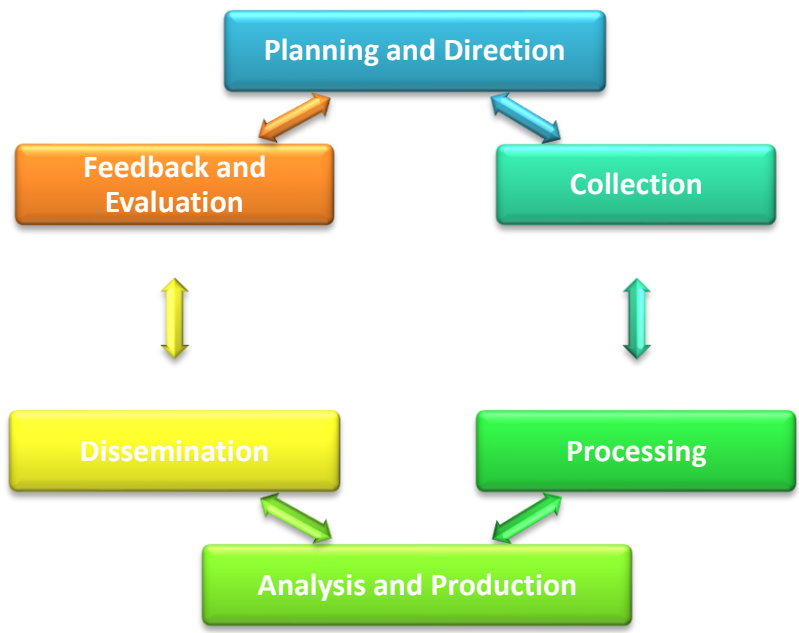 Planning and Direction
Feedback and
Evaluation
Collection
Dissemination
Processing
Analysis and Production